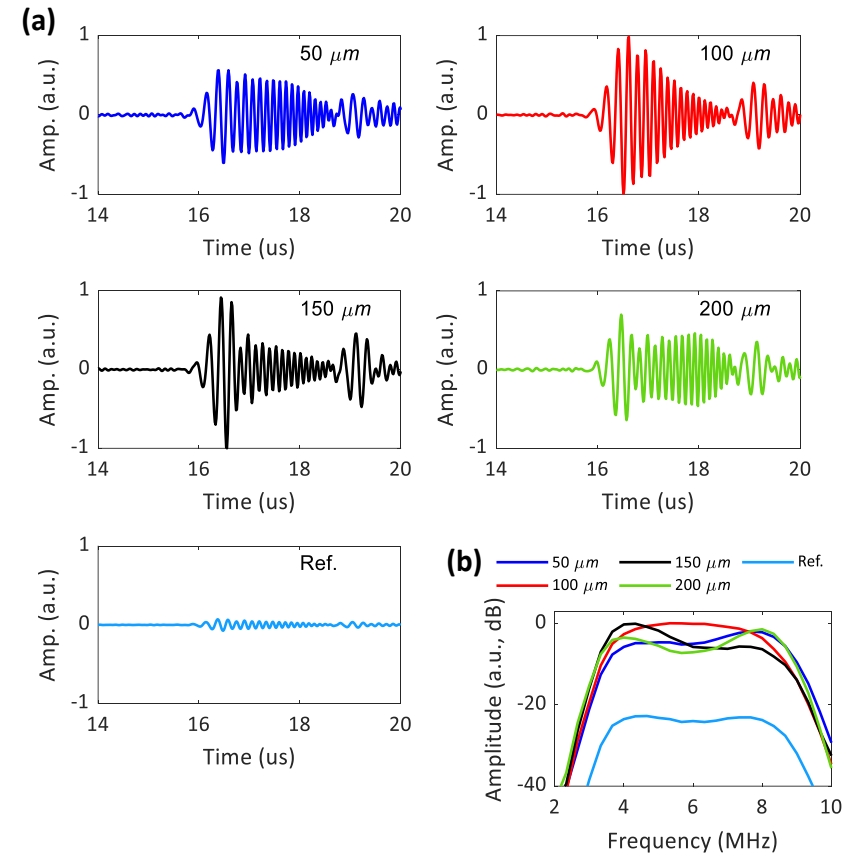 (a)
1
0
-1
Amp. (a.u.)
50 μm
14 16 18 20
Time (us)
1
0
-1
Amp. (a.u.)
100 μm
14 16 18 20
Time (us)
1
0
-1
Amp. (a.u.)
150 μm
14 16 18 20
Time (us)
1
0
-1
Amp. (a.u.)
200 μm
14 16 18 20
Time (us)
1
0
-1
Amp. (a.u.)
Ref.
14 16 18 20
Time (us)
(b)
50 μm 150 μm Ref.
100 μm 200 μm
0
-20
-40
Amplitude (a.u., dB)
2 4 6 8 10
Frequency (MHz)